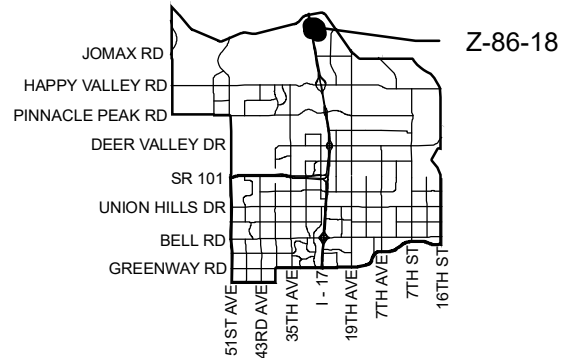 Z-86-18
JOMAX RD
HAPPY VALLEY RD
PINNACLE PEAK RD
DEER VALLEY DR
SR 101
UNION HILLS DR
BELL RD
GREENWAY RD
51ST AVE
43RD AVE
35TH AVE
I - 17
19TH AVE
7TH AVE
7TH ST
16TH ST